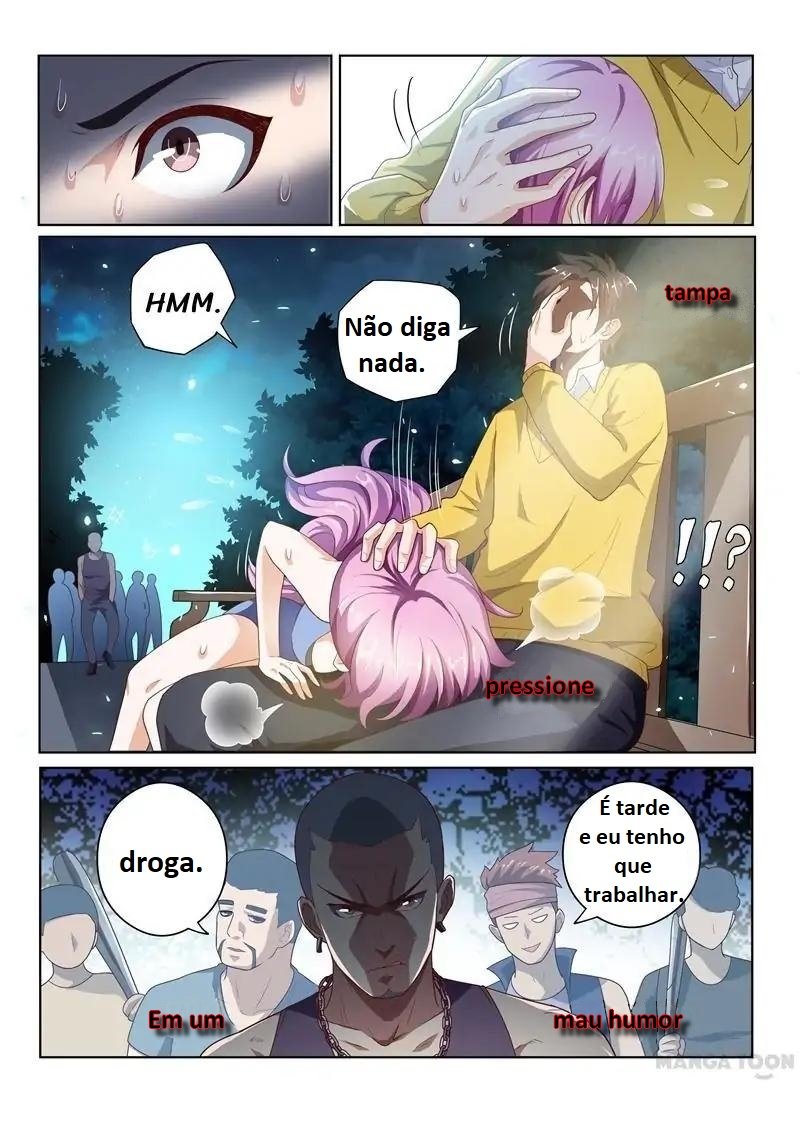 HMM.
Não diga
nada.
tampa
!!?
pressione
droga.
É tarde
e eu tenho
que
trabalhar.
Em um
mau humor
MANGA TOON